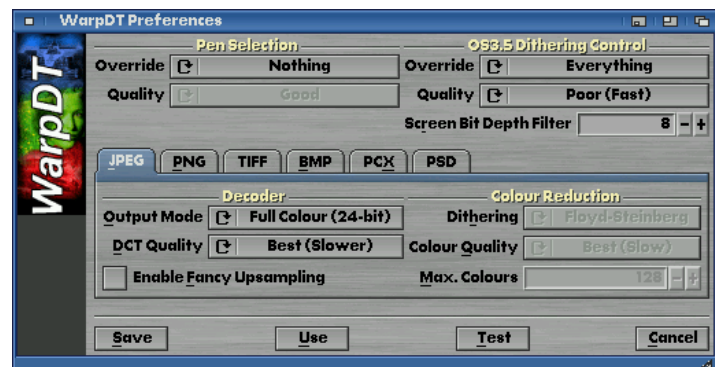 WarpDT Preferences
WarpDT
Pen Selection
OS3.5 Dithering Control
Override Nothing
Override Everything
Quality Good
Quality Poor (Fast)
Screen Bit Depth Filter 8 - +
JPEG PNG TIFF BMP PCX PSD
Decoder
Colour Reduction
Output Mode Full Colour (24-bit)
Dithering Floyd-Steinberg
DCT Quality Best (Slower)
Colour Quality Best (Slow)
Enable Fancy Upsampling
Max. Colours 128 - +
Save Use Test Cancel